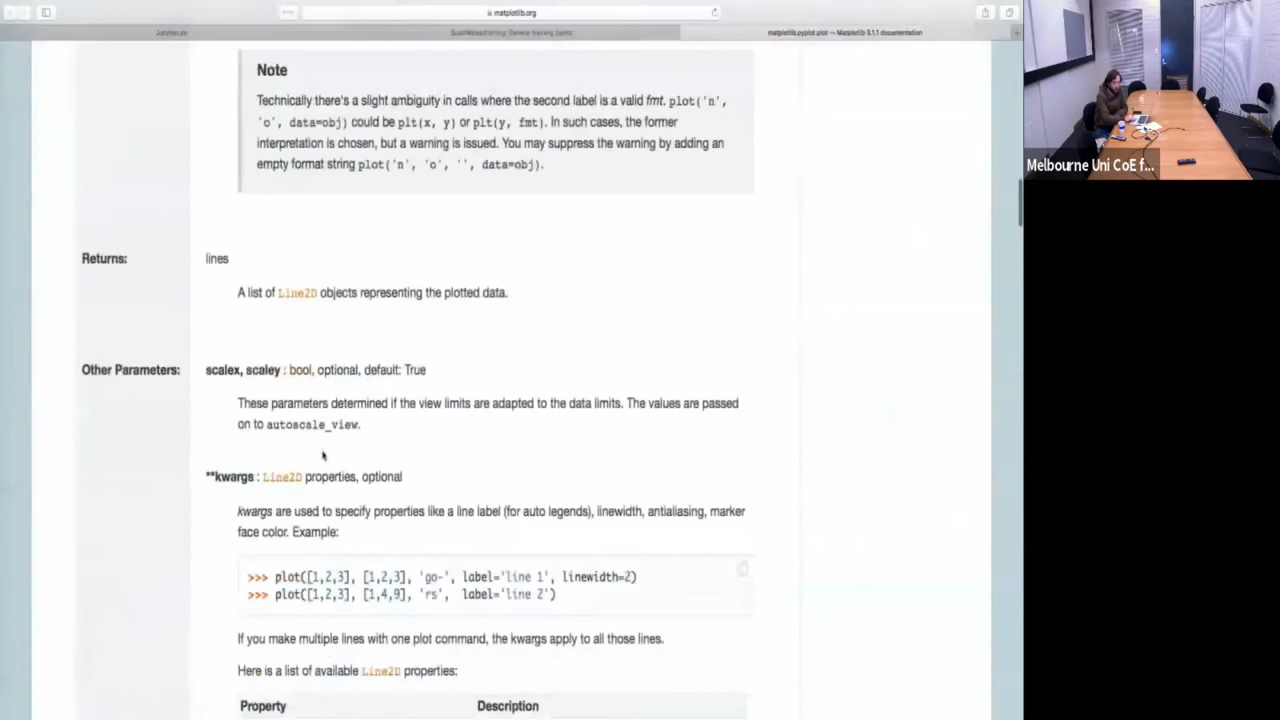 matplotlib.org
JupyterLab
matplotlib.pyplot.plot — Matplotlib 3.1.1 documentation
Note
Technically there's a slight ambiguity in calls where the second label is a valid fmt. plot('n',
'o', data=obj) could be plt(x, y) or plt(y, fmt). In such cases, the former
interpretation is chosen, but a warning is issued. You may suppress the warning by adding an
empty format string plot('n', 'o', '', data=obj).
Returns:
lines
A list of Line2D objects representing the plotted data.
Other Parameters:
scalex, scaley : bool, optional, default: True
These parameters determined if the view limits are adapted to the data limits. The values are passed
on to autoscale_view.
**kwargs : Line2D properties, optional
kwargs are used to specify properties like a line label (for auto legends), linewidth, antialiasing, marker
face color. Example:
>>> plot([1,2,3], [1,2,3], 'go-', label='line 1', linewidth=2)
>>> plot([1,2,3], [1,4,9], 'rs', label='line 2')
If you make multiple lines with one plot command, the kwargs apply to all those lines.
Here is a list of available Line2D properties:
Property Description
Melbourne Uni CoE f...